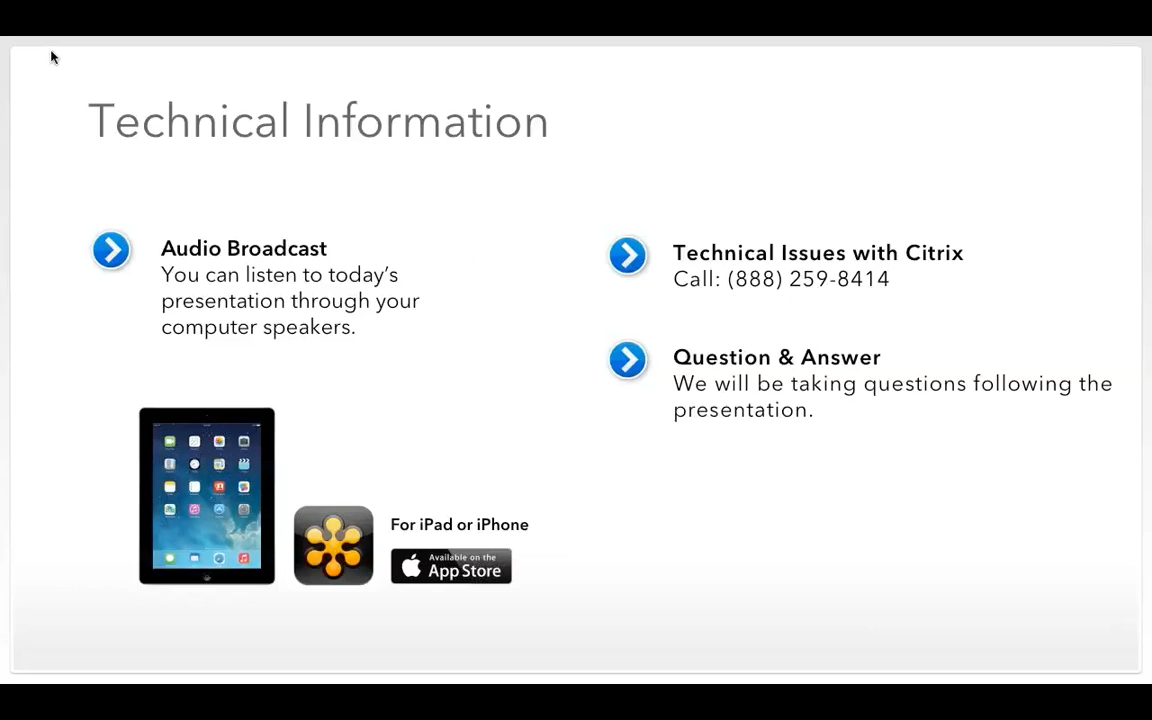 Technical Information
Audio Broadcast
You can listen to today's
presentation through your
computer speakers.
Technical Issues with Citrix
Call: (888) 259-8414
Question & Answer
We will be taking questions following the
presentation.
For iPad or iPhone
Available on the
App Store